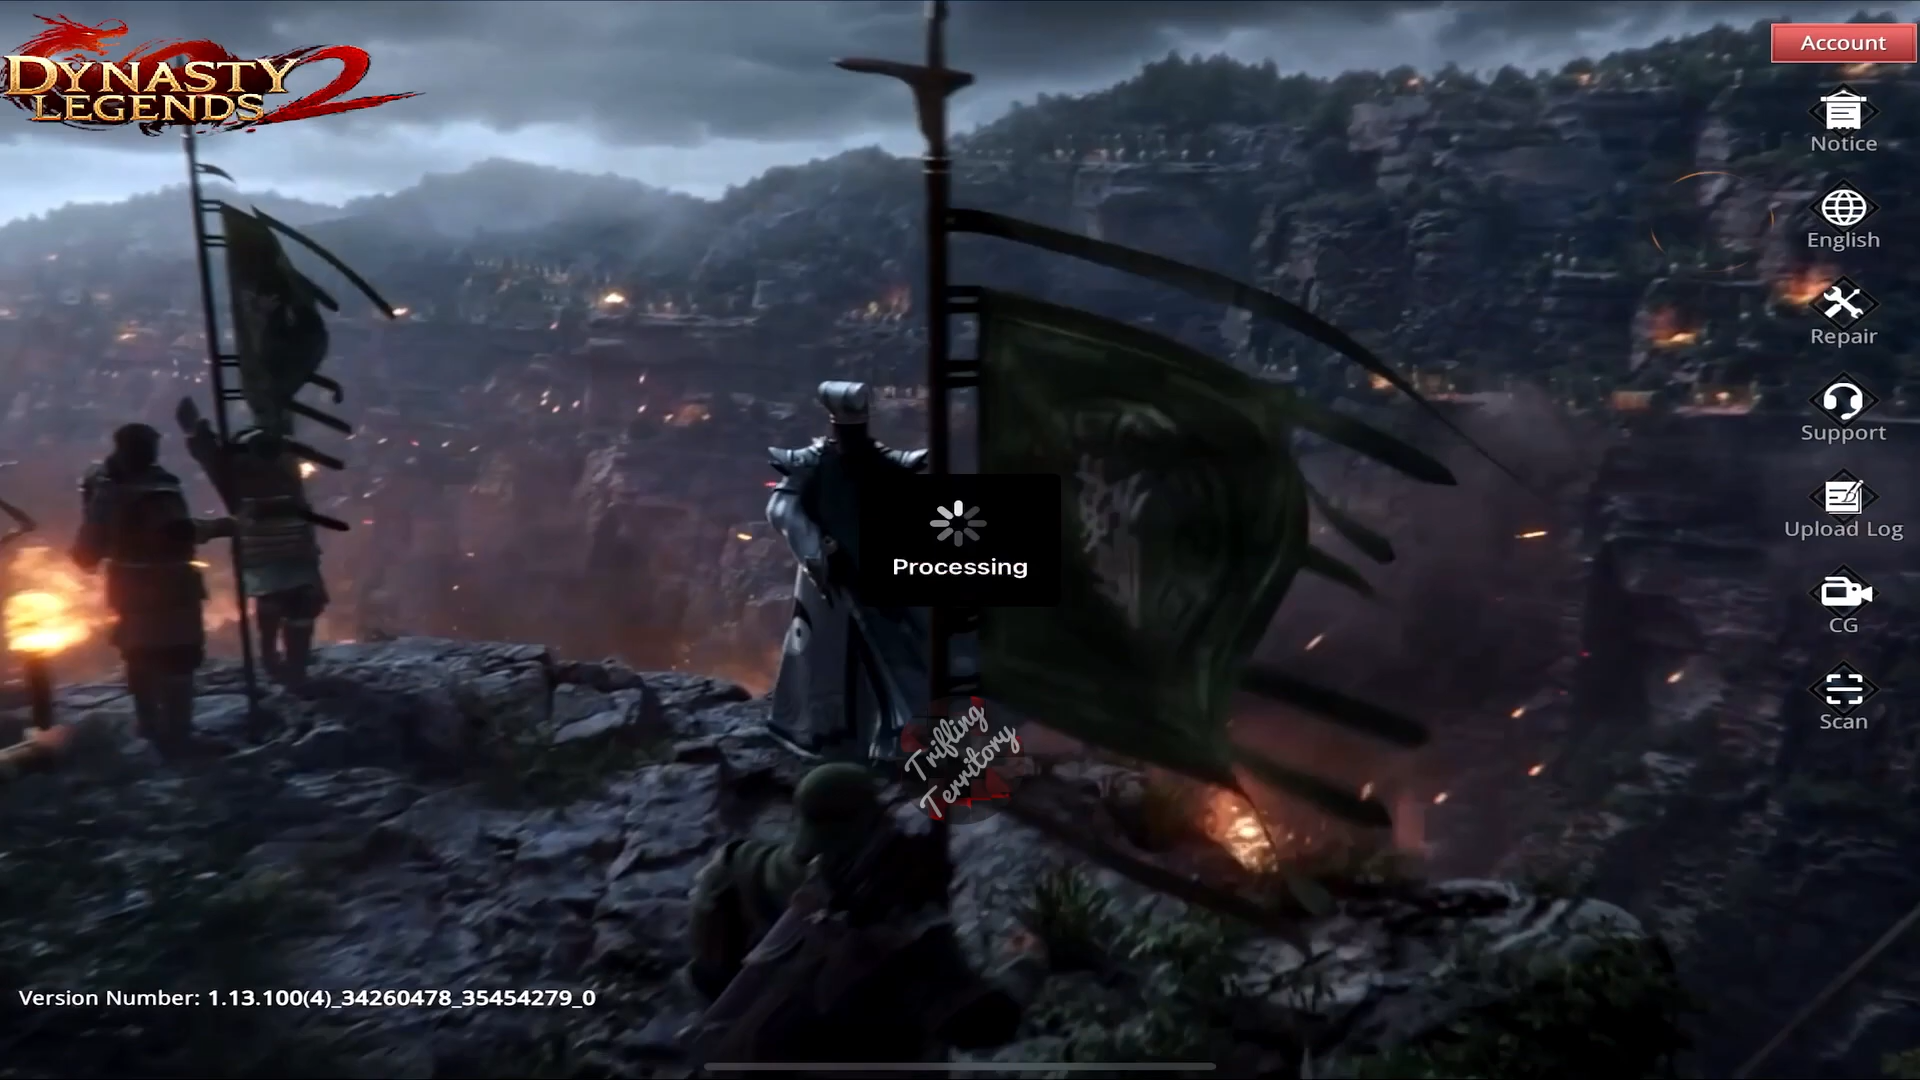 DYNASTY
LEGENDS 2
Account
Notice
English
Repair
Support
Upload Log
CG
Scan
Processing
Trifling
Territory
Version Number: 1.13.100(4)_34260478_35454279_0